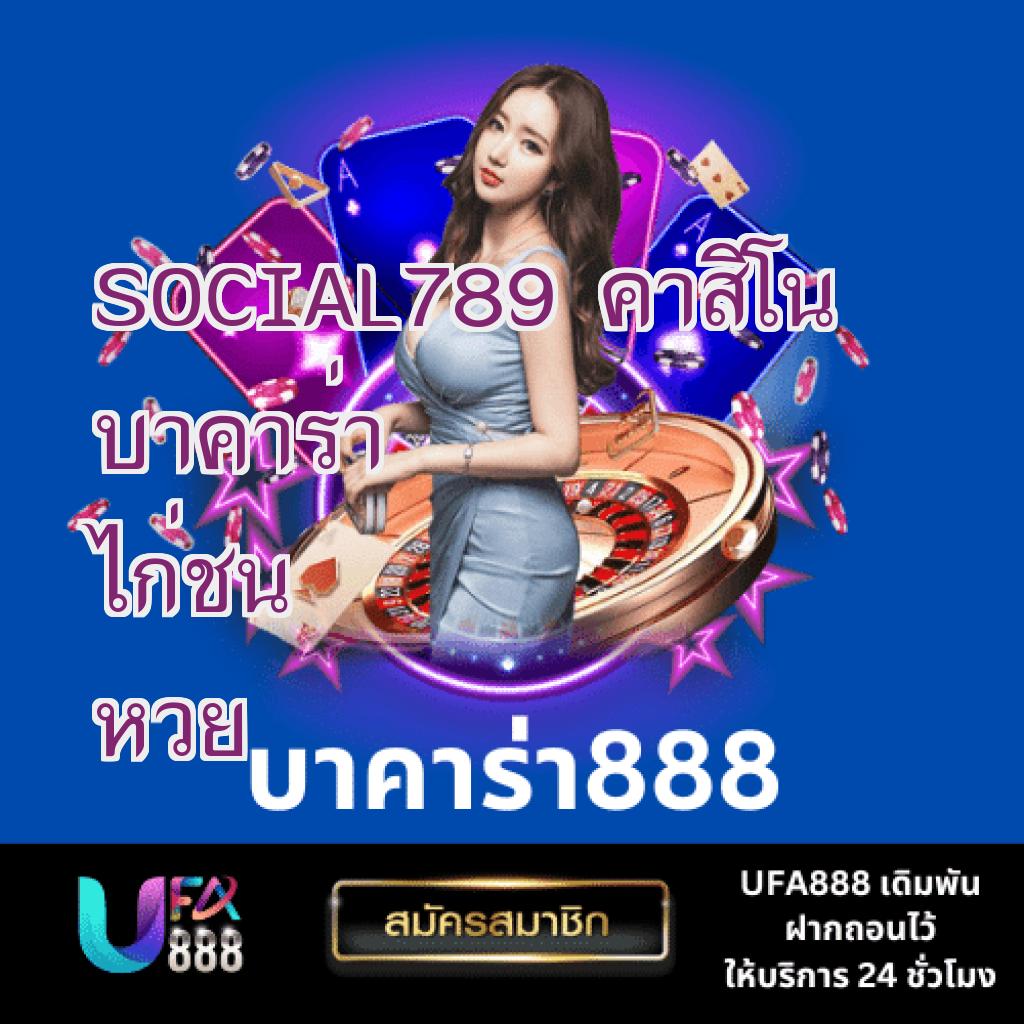 SOCIAL789 คาสิโน
บาคาร่า
ไก่ชน
หวย
บาคาร่า888
UFA
888
สมัครสมาชิก
UFA888 เดิมพัน
ฝากถอนไว้
ให้บริการ 24 ชั่วโมง